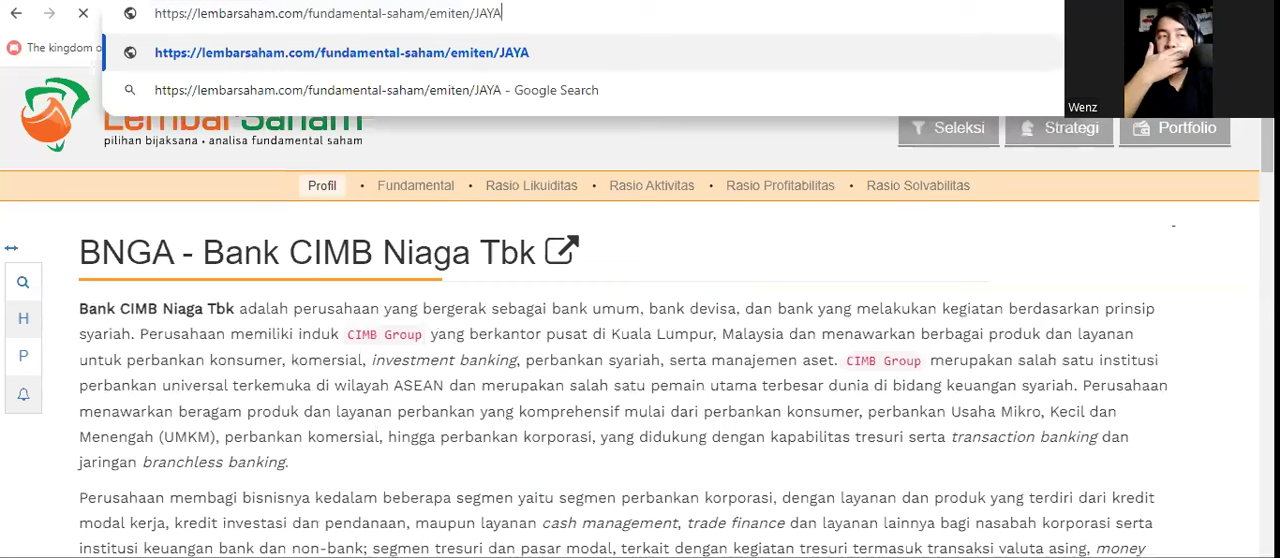 https://lembarsaham.com/fundamental-saham/emiten/JAYA
The kingdom o
https://lembarsaham.com/fundamental-saham/emiten/JAYA
https://lembarsaham.com/fundamental-saham/emiten/JAYA - Google Search
Wenz
LembarSaham
pilihan bijaksana • analisa fundamental saham
Seleksi
Strategi
Portfolio
Profil • Fundamental • Rasio Likuiditas • Rasio Aktivitas • Rasio Profitabilitas • Rasio Solvabilitas
BNGA - Bank CIMB Niaga Tbk
H
P
Bank CIMB Niaga Tbk adalah perusahaan yang bergerak sebagai bank umum, bank devisa, dan bank yang melakukan kegiatan berdasarkan prinsip
syariah. Perusahaan memiliki induk CIMB Group yang berkantor pusat di Kuala Lumpur, Malaysia dan menawarkan berbagai produk dan layanan
untuk perbankan konsumer, komersial, investment banking, perbankan syariah, serta manajemen aset. CIMB Group merupakan salah satu institusi
perbankan universal terkemuka di wilayah ASEAN dan merupakan salah satu pemain utama terbesar dunia di bidang keuangan syariah. Perusahaan
menawarkan beragam produk dan layanan perbankan yang komprehensif mulai dari perbankan konsumer, perbankan Usaha Mikro, Kecil dan
Menengah (UMKM), perbankan komersial, hingga perbankan korporasi, yang didukung dengan kapabilitas tresuri serta transaction banking dan
jaringan branchless banking.
Perusahaan membagi bisnisnya kedalam beberapa segmen yaitu segmen perbankan korporasi, dengan layanan dan produk yang terdiri dari kredit
modal kerja, kredit investasi dan pendanaan, maupun layanan cash management, trade finance dan layanan lainnya bagi nasabah korporasi serta
institusi keuangan bank dan non-bank; segmen tresuri dan pasar modal, terkait dengan kegiatan tresuri termasuk transaksi valuta asing, money